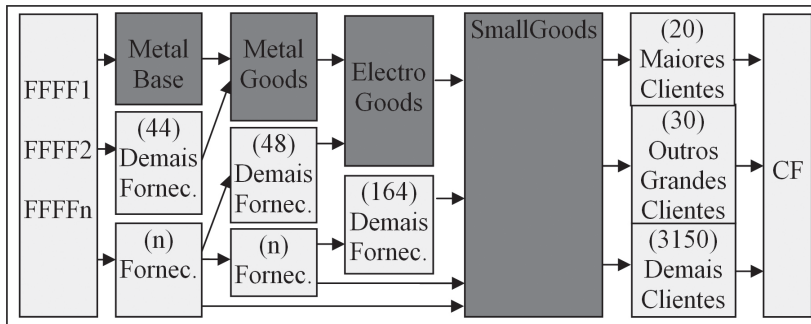 FFFF1
FFFF2
FFFFn
Metal
Base
(44)
Demais
Fornec.
(n)
Fornec.
Metal
Goods
(48)
Demais
Fornec.
(n)
Fornec.
Electro
Goods
(164)
Demais
Fornec.
SmallGoods
(20)
Maiores
Clientes
(30)
Outros
Grandes
Clientes
(3150)
Demais
Clientes
CF